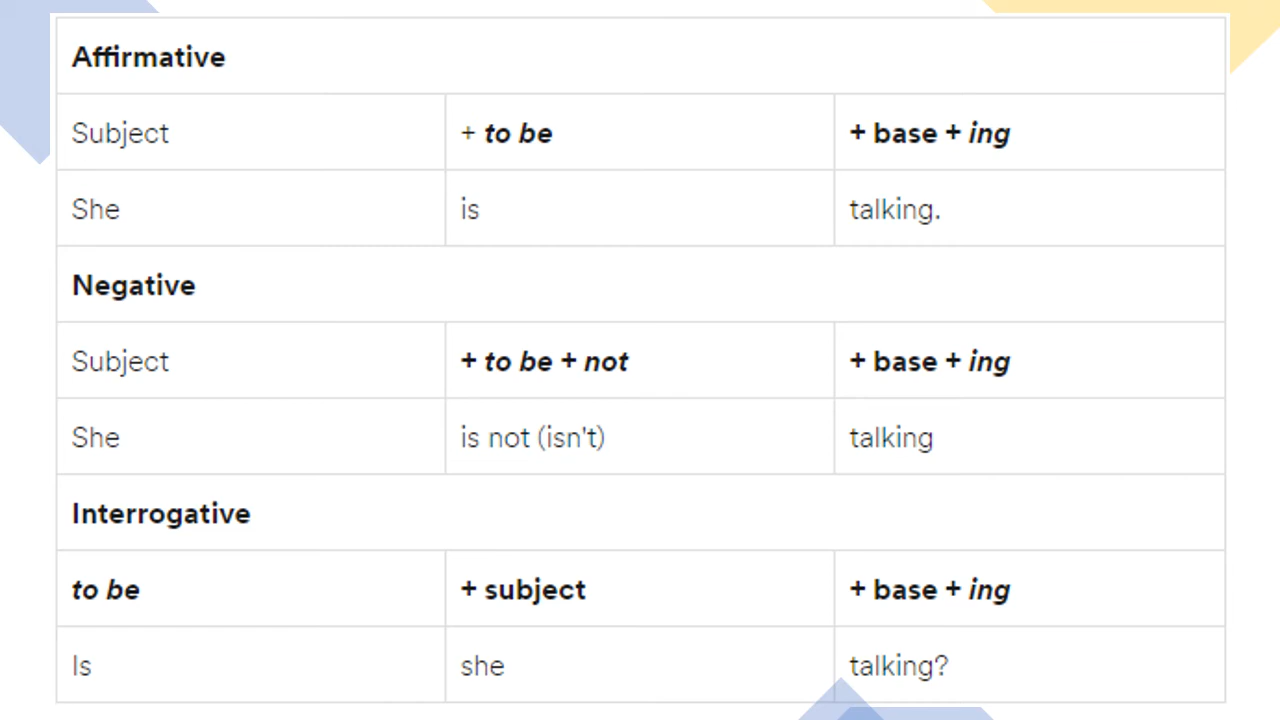 Affirmative
Subject + to be + base + ing
She is talking.
Negative
Subject + to be + not + base + ing
She is not (isn't) talking
Interrogative
to be + subject + base + ing
Is she talking?